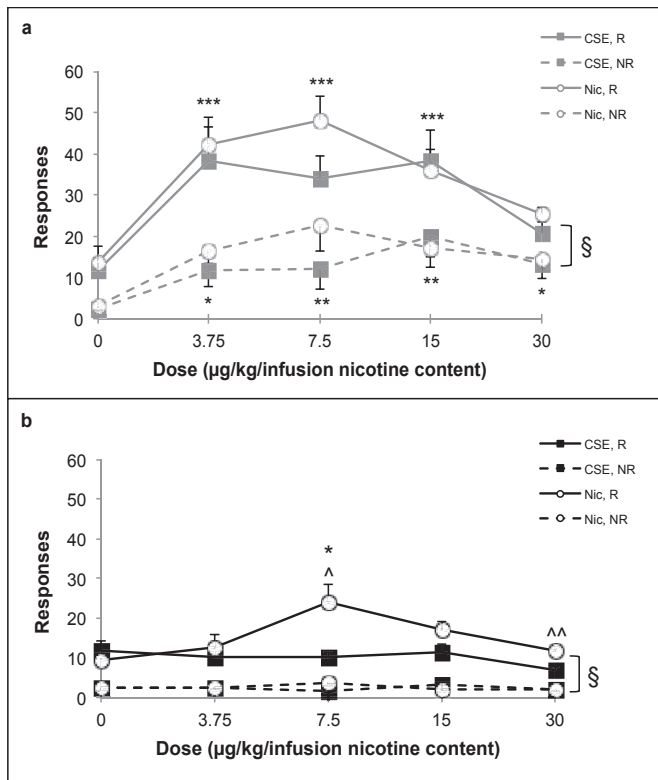 a
CSE, R
CSE, NR
Nic, R
Nic, NR
60
50
40
30
20
10
0
Responses
***
***
***
*
**
**
*
§
0 3.75 7.5 15 30
Dose (µg/kg/infusion nicotine content)
b
CSE, R
CSE, NR
Nic, R
Nic, NR
60
50
40
30
20
10
0
Responses
*
^
^^
§
0 3.75 7.5 15 30
Dose (µg/kg/infusion nicotine content)